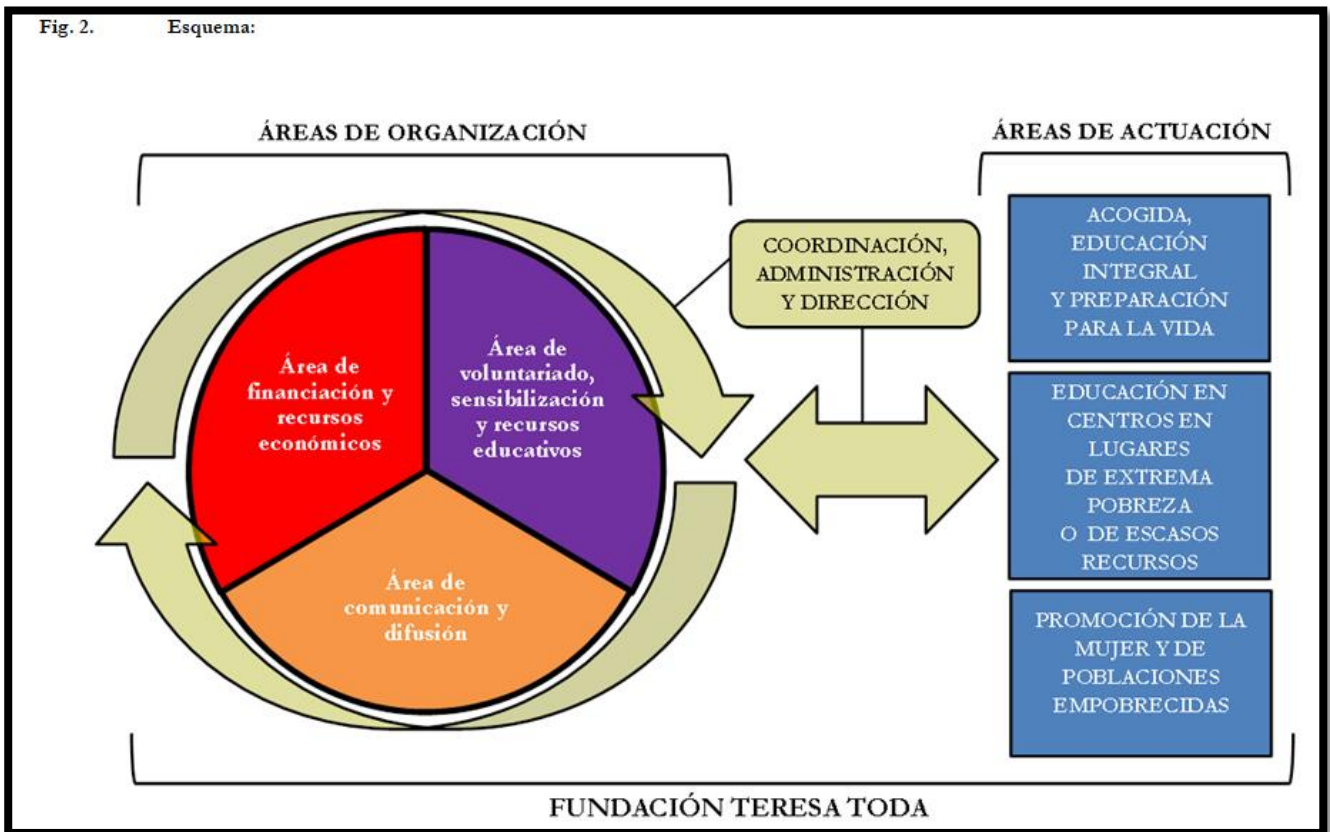 Fig. 2. Esquema:
ÁREAS DE ORGANIZACIÓN
ÁREAS DE ACTUACIÓN
Área de
financiación y
recursos
económicos
Área de
voluntariado,
sensibilización
y recursos
educativos
Área de
comunicación y
difusión
COORDINACIÓN,
ADMINISTRACIÓN
Y DIRECCIÓN
ACOGIDA,
EDUCACIÓN
INTEGRAL
Y PREPARACIÓN
PARA LA VIDA
EDUCACIÓN EN
CENTROS EN
LUGARES
DE EXTREMA
POBREZA
O DE ESCASOS
RECURSOS
PROMOCIÓN DE LA
MUJER Y DE
POBLACIONES
EMPOBRECIDAS
FUNDACIÓN TERESA TODA